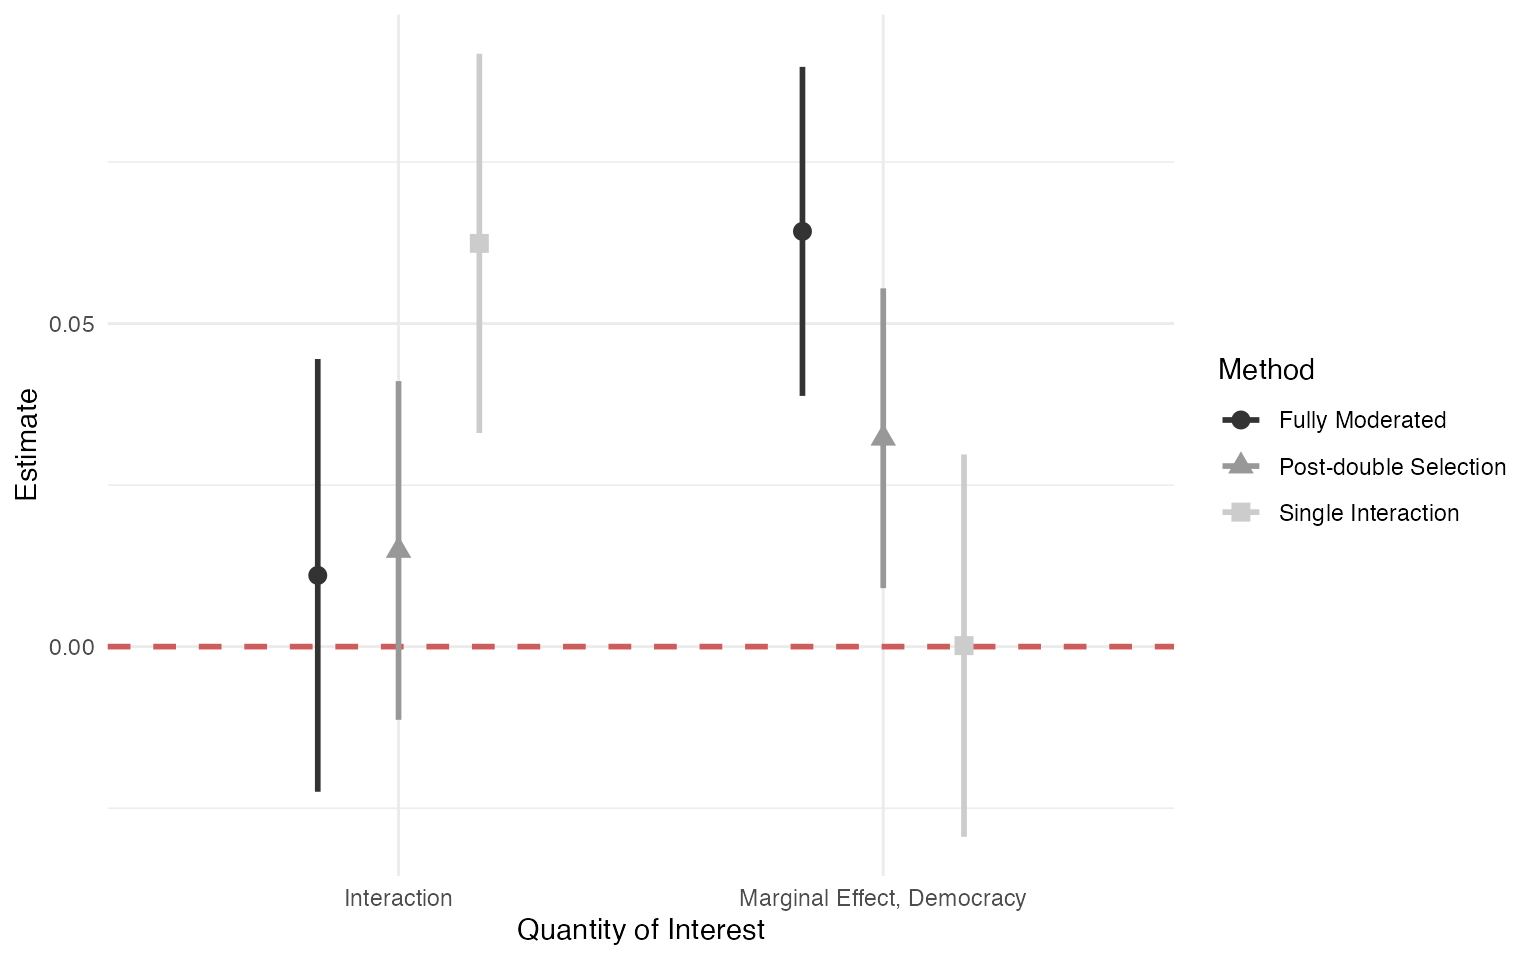 Estimate
0.05
0.00
Interaction
Marginal Effect, Democracy
Quantity of Interest
Method
Fully Moderated
Post-double Selection
Single Interaction